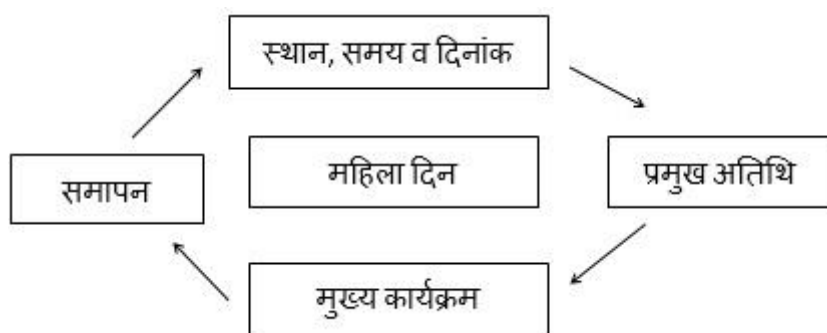 स्थान, समय व दिनांक
समापन
महिला दिन
प्रमुख अतिथि
मुख्य कार्यक्रम